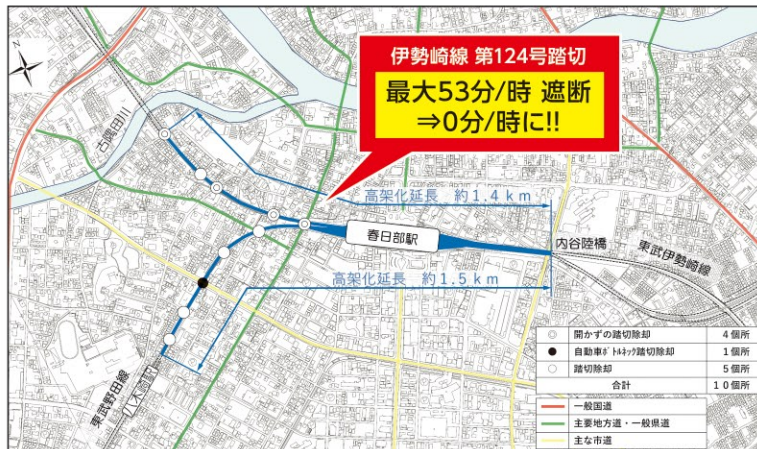 伊勢崎線 第124号踏切
最大53分/時 遮断
⇒0分/時に!!
N
古隅田川
高架化延長 約1.4km
春日部駅
内谷陸橋
東武伊勢崎線
高架化延長 約1.5km
東武野田線
八木崎駅
◎ 開かずの踏切除却 4個所
● 自動車ボトルネック踏切除却 1個所
○ 踏切除却 5個所
合計 10個所
一般国道
主要地方道・一般県道
主な市道